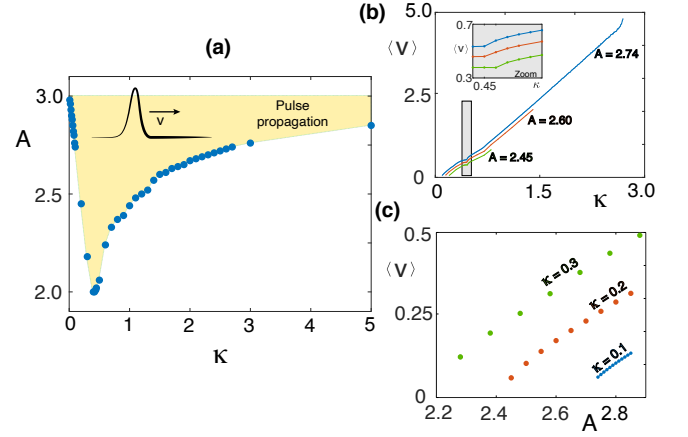 (a)
3.0
2.5
2.0
A
v
Pulse
propagation
0
1
2
3
4
5
κ
(b)
⟨V⟩
5.0
2.5
0
0
1.5
3.0
κ
A = 2.74
A = 2.60
A = 2.45
0.7
⟨V⟩
0.3
0.45
Zoom
κ
(c)
⟨V⟩
0.5
0.25
0
2.2
2.4
2.6
2.8
A
κ = 0.3
κ = 0.2
κ = 0.1